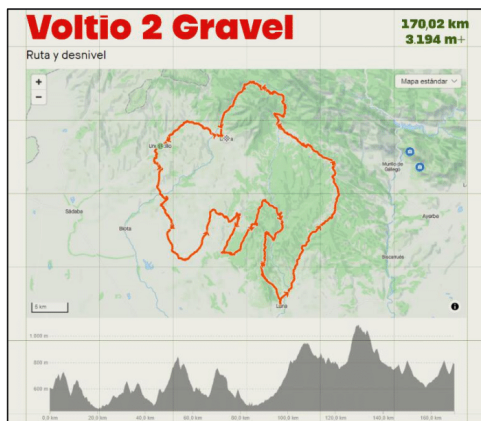 Voltio 2 Gravel
170,02 km
3.194 m+
Ruta y desnivel
+
Mapa estándar
−
Murillo de Gállego
Sádaba
Biota
Ayerbe
Luna
5 km
1.000 m
800 m
600 m
0,0 km
20,0 km
40,0 km
60,0 km
80,0 km
100,0 km
120,0 km
140,0 km
160,0 km